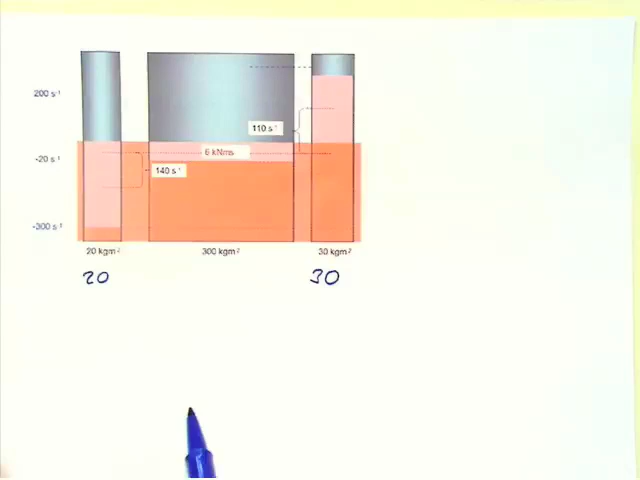 200 s-1
110 s-1
6 kNms
-20 s-1
140 s-1
-300 s-1
20 kgm²
300 kgm²
30 kgm²
20
30